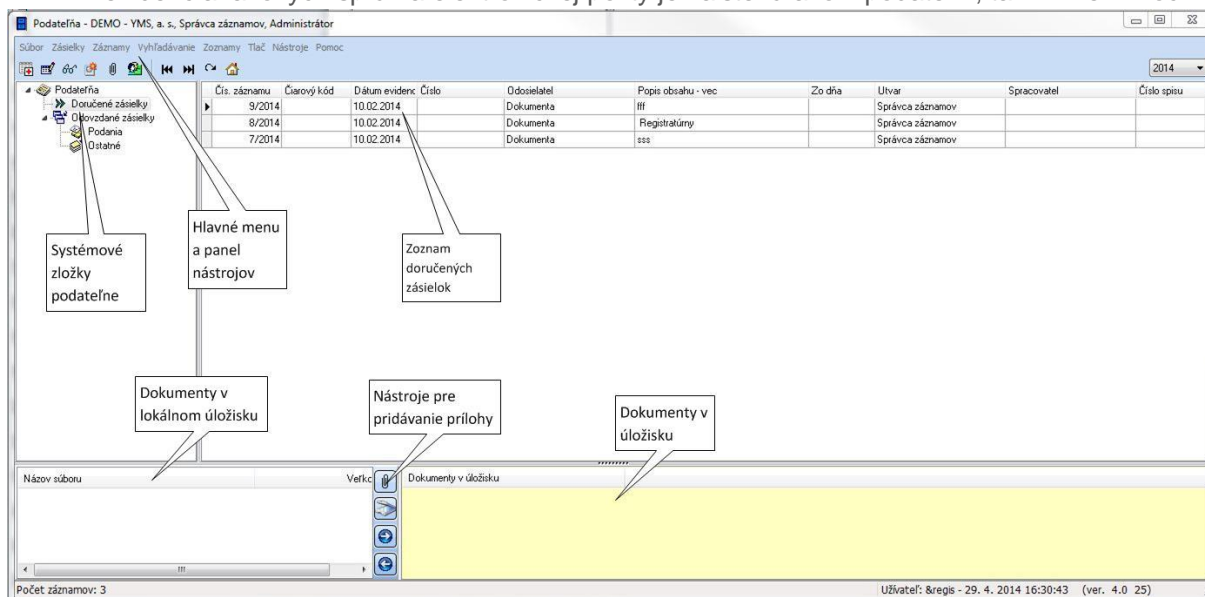 Podateľňa - DEMO - YMS, a. s., Správca záznamov, Administrátor
Súbor Zásielky Záznamy Vyhľadávanie Zoznamy Tlač Nástroje Pomoc
2014
Podateľňa
Doručené zásielky
Odovzdané zásielky
Podania
Ostatné
Čís. záznamu Čiarový kód Dátum evidenc Číslo Odosielateľ Popis obsahu - vec Zo dňa Utvar Spracovateľ Číslo spisu
9/2014 10.02.2014 Dokumenta fff Správca záznamov
8/2014 10.02.2014 Dokumenta Registratúrny Správca záznamov
7/2014 10.02.2014 Dokumenta sss Správca záznamov
Systémové
zložky
podateľne
Hlavné menu
a panel
nástrojov
Zoznam
doručených
zásielok
Dokumenty v
lokálnom úložisku
Nástroje pre
pridávanie prílohy
Dokumenty v
úložisku
Názov súboru Veľkc
Dokumenty v úložisku
Počet záznamov: 3
Užívateľ: &regis - 29. 4. 2014 16:30:43 (ver. 4.0 25)